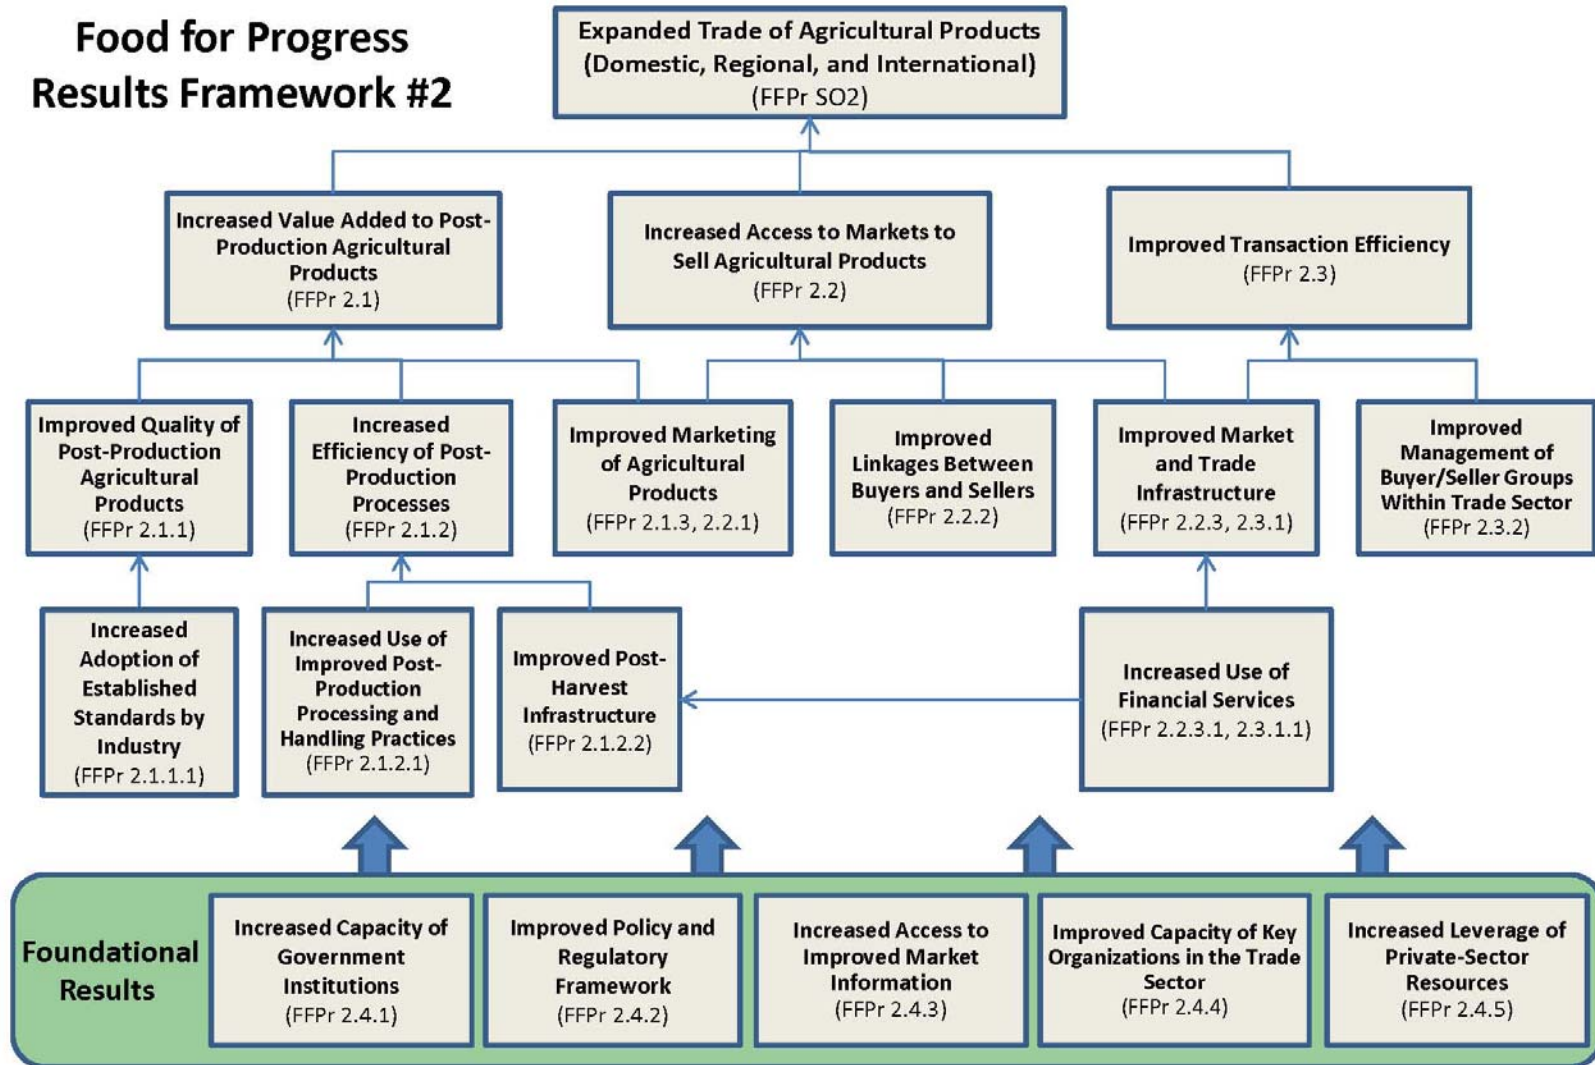 Food for Progress
Results Framework #2
Expanded Trade of Agricultural Products
(Domestic, Regional, and International)
(FFPr SO2)
Increased Value Added to Post-
Production Agricultural
Products
(FFPr 2.1)
Increased Access to Markets to
Sell Agricultural Products
(FFPr 2.2)
Improved Transaction Efficiency
(FFPr 2.3)
Improved Quality of
Post-Production
Agricultural
Products
(FFPr 2.1.1)
Increased
Efficiency of Post-
Production
Processes
(FFPr 2.1.2)
Improved Marketing
of Agricultural
Products
(FFPr 2.1.3, 2.2.1)
Improved
Linkages Between
Buyers and Sellers
(FFPr 2.2.2)
Improved Market
and Trade
Infrastructure
(FFPr 2.2.3, 2.3.1)
Improved
Management of
Buyer/Seller Groups
Within Trade Sector
(FFPr 2.3.2)
Increased
Adoption of
Established
Standards by
Industry
(FFPr 2.1.1.1)
Increased Use of
Improved Post-
Production
Processing and
Handling Practices
(FFPr 2.1.2.1)
Improved Post-
Harvest
Infrastructure
(FFPr 2.1.2.2)
Increased Use of
Financial Services
(FFPr 2.2.3.1, 2.3.1.1)
Foundational
Results
Increased Capacity of
Government
Institutions
(FFPr 2.4.1)
Improved Policy and
Regulatory
Framework
(FFPr 2.4.2)
Increased Access to
Improved Market
Information
(FFPr 2.4.3)
Improved Capacity of Key
Organizations in the Trade
Sector
(FFPr 2.4.4)
Increased Leverage of
Private-Sector
Resources
(FFPr 2.4.5)